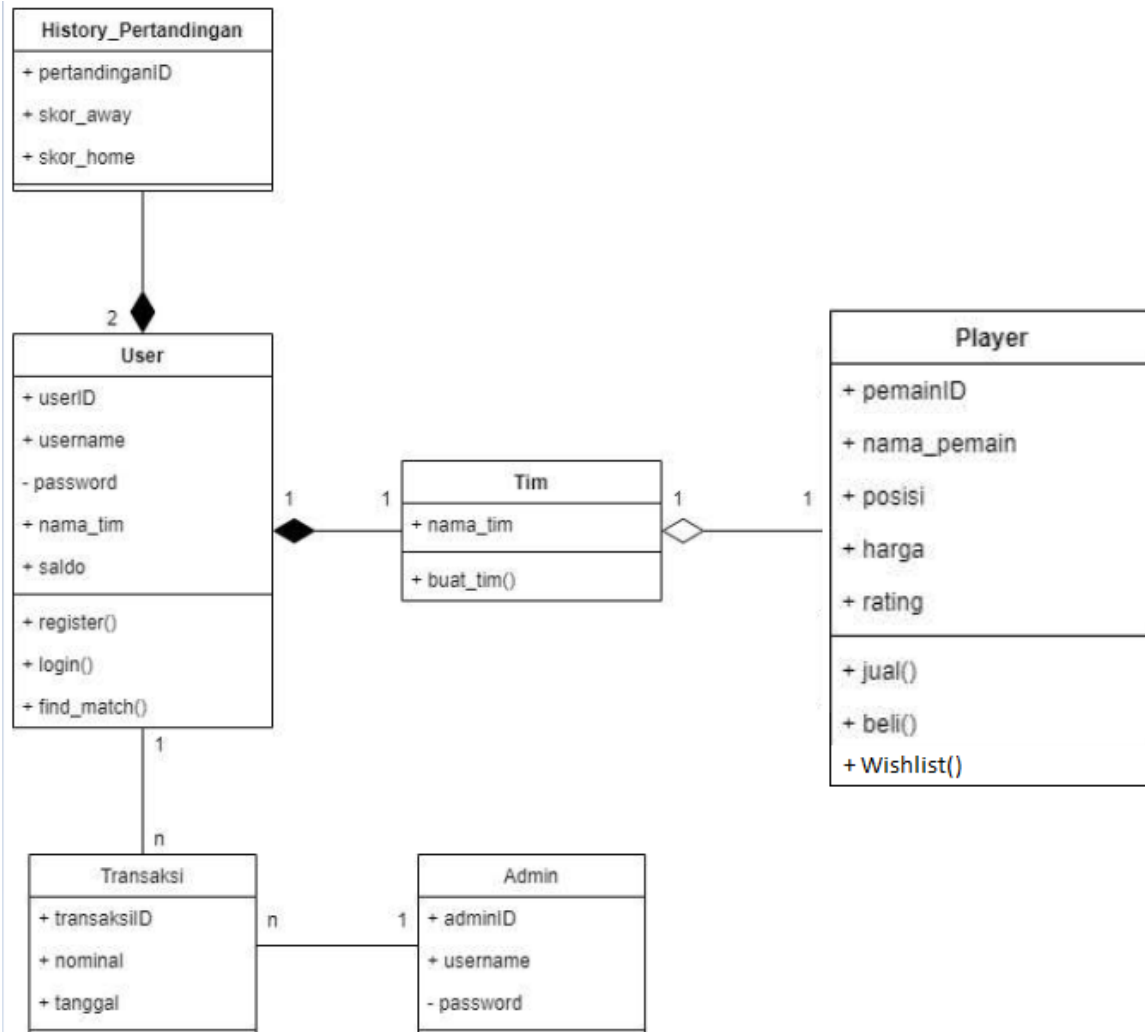 History_Pertandingan
+ pertandinganID
+ skor_away
+ skor_home
2
User
+ userID
+ username
- password
+ nama_tim
+ saldo
+ register()
+ login()
+ find_match()
1
1
Tim
+ nama_tim
+ buat_tim()
1
1
Player
+ pemainID
+ nama_pemain
+ posisi
+ harga
+ rating
+ jual()
+ beli()
+ Wishlist()
1
n
Transaksi
+ transaksiID
+ nominal
+ tanggal
n
1
Admin
+ adminID
+ username
- password